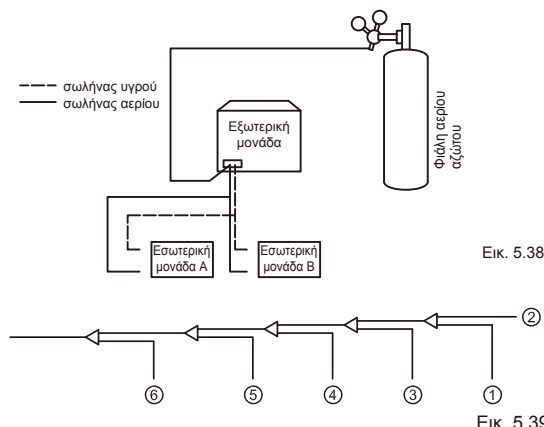 σωλήνας υγρού
σωλήνας αερίου
Εξωτερική
μονάδα
Φιάλη αερίου
αζώτου
Εσωτερική
μονάδα Α
Εσωτερική
μονάδα Β
Εικ. 5.38
②
⑥
⑤
④
③
①
Εικ. 5.39